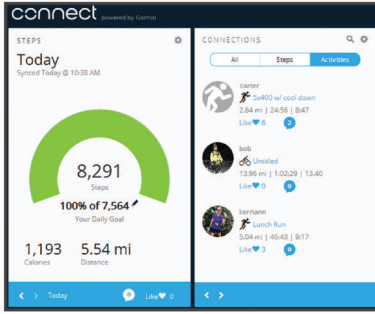 connect powered by Garmin
STEPS
Today
Synced Today @ 10:38 AM
8,291
Steps
100% of 7,564
Your Daily Goal
1,193
Calories
5.54 mi
Distance
Today
0
Like 0
CONNECTIONS
All
Steps
Activities
carter
5x400 w/ cool down
2.84 mi | 24:56 | 8:47
Like 6
2
bob
Untitled
13.96 mi | 1:02:29 | 13.40
Like 0
0
kerriann
Lunch Run
5.04 mi | 46:43 | 9:17
Like 3